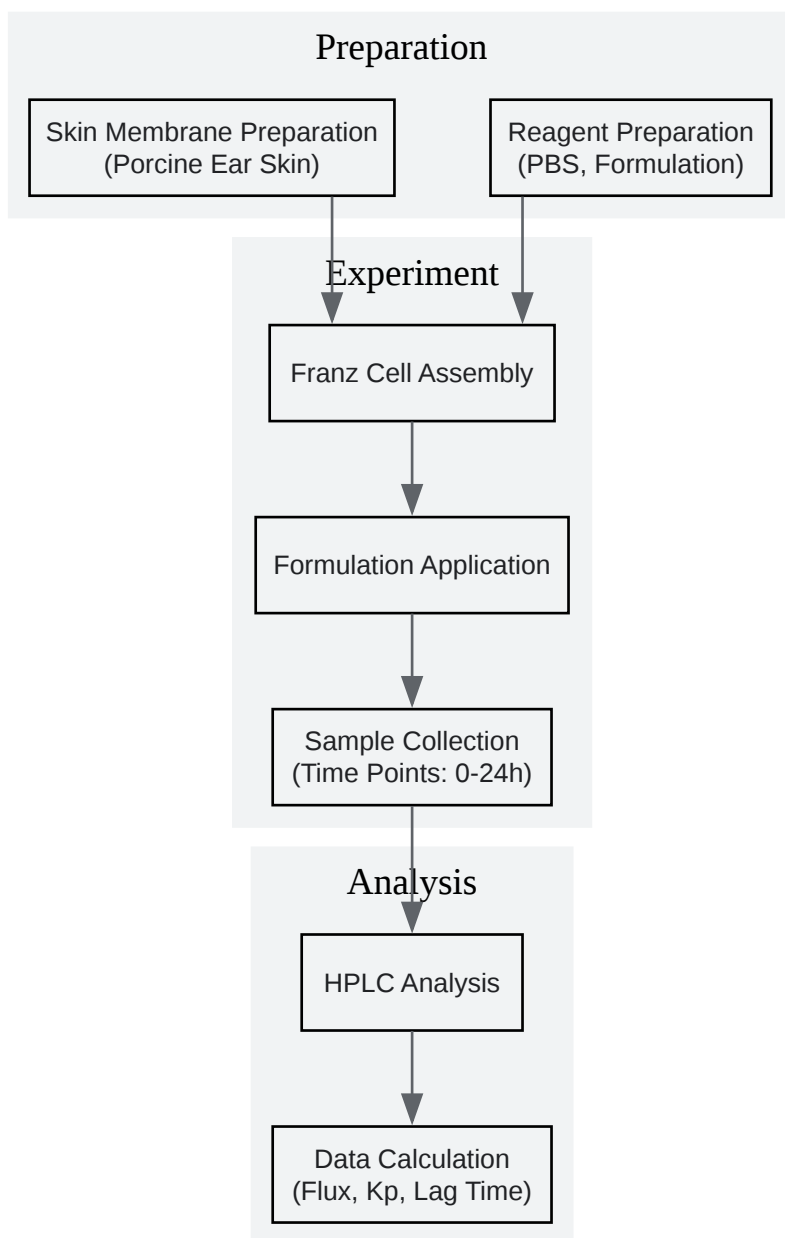 Preparation
Skin Membrane Preparation
(Porcine Ear Skin)
Reagent Preparation
(PBS, Formulation)
Experiment
Franz Cell Assembly
Formulation Application
Sample Collection
(Time Points: 0-24h)
Analysis
HPLC Analysis
Data Calculation
(Flux, Kp, Lag Time)